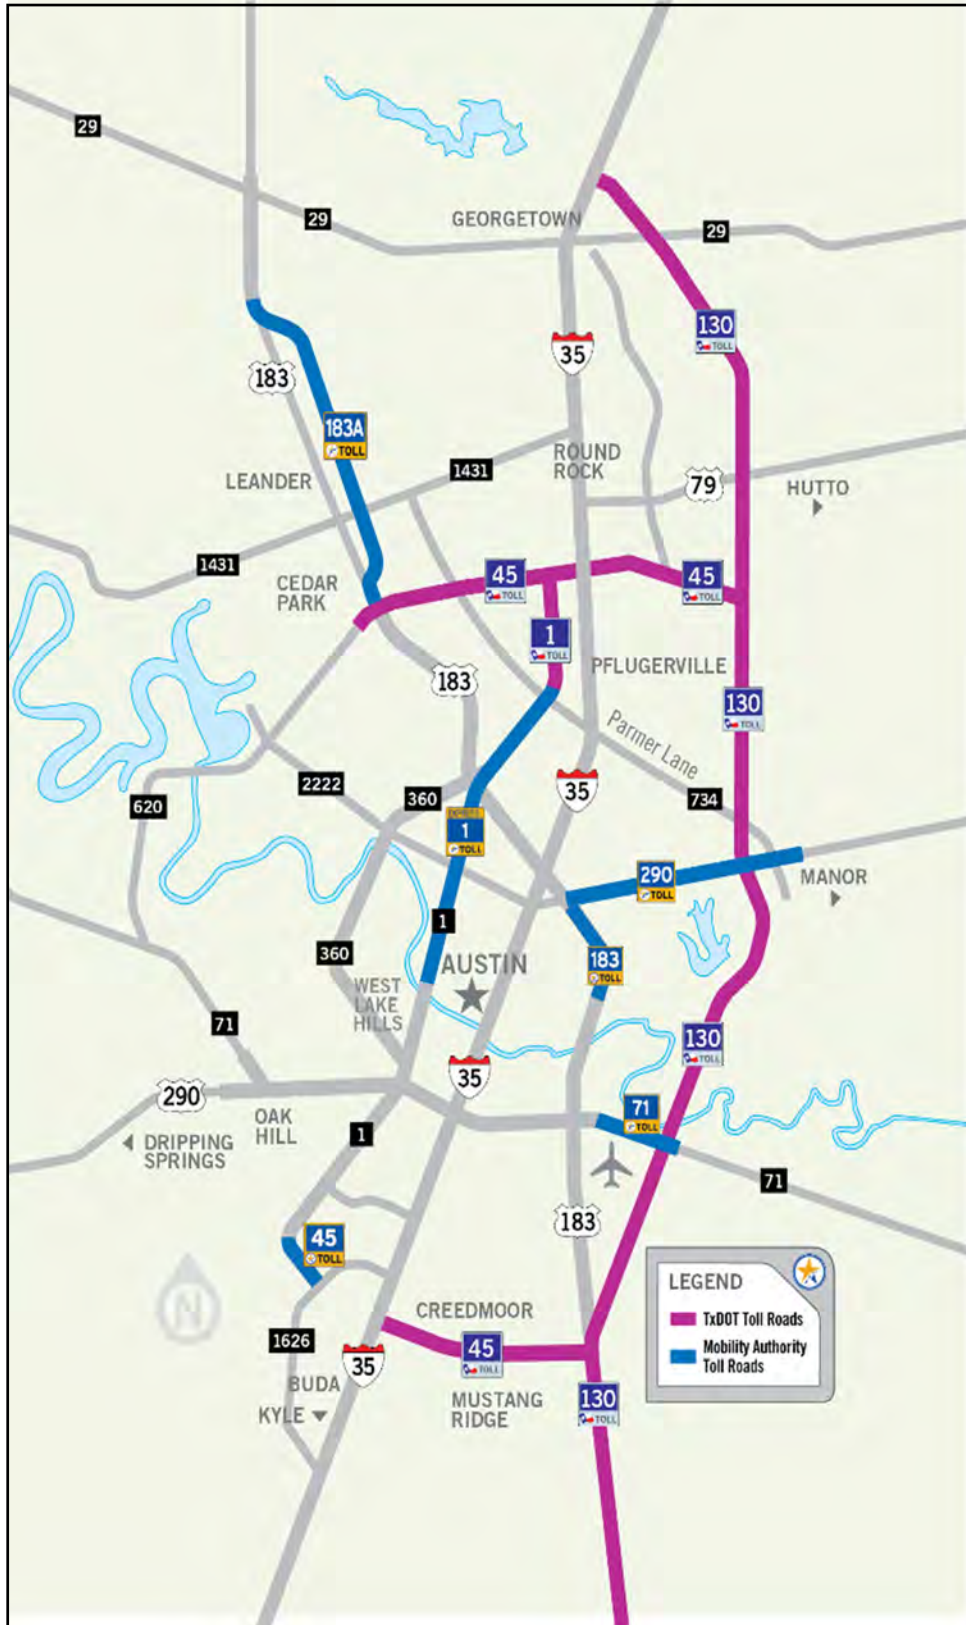 29
29
GEORGETOWN
29
130
TOLL
35
183
183A
TOLL
ROUND
ROCK
1431
LEANDER
79
HUTTO
1431
45
TOLL
45
TOLL
CEDAR
PARK
1
TOLL
PFLUGERVILLE
183
130
TOLL
Parmer Lane
35
2222
360
734
620
EXPRESS
1
TOLL
290
TOLL
MANOR
1
360
AUSTIN
183
TOLL
WEST
LAKE
HILLS
71
130
TOLL
35
290
OAK
HILL
71
TOLL
1
DRIPPING
SPRINGS
71
183
45
TOLL
N
LEGEND
TxDOT Toll Roads
Mobility Authority
Toll Roads
CREEDMOOR
1626
35
45
TOLL
BUDA
MUSTANG
RIDGE
130
TOLL
KYLE